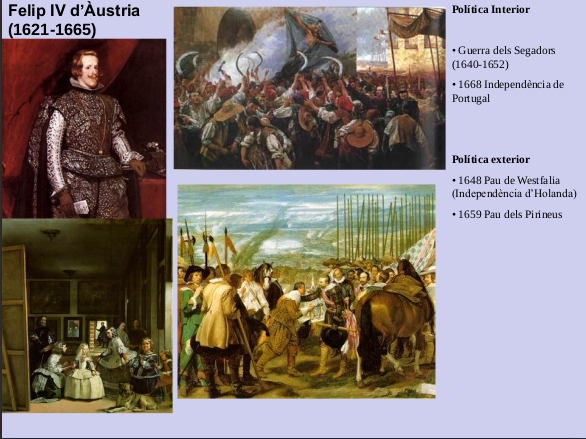 Felip IV d’Àustria
(1621-1665)
Política Interior
• Guerra dels Segadors
(1640-1652)
• 1668 Independència de
Portugal
Política exterior
• 1648 Pau de Westfalia
(Independència d’Holanda)
• 1659 Pau dels Pirineus